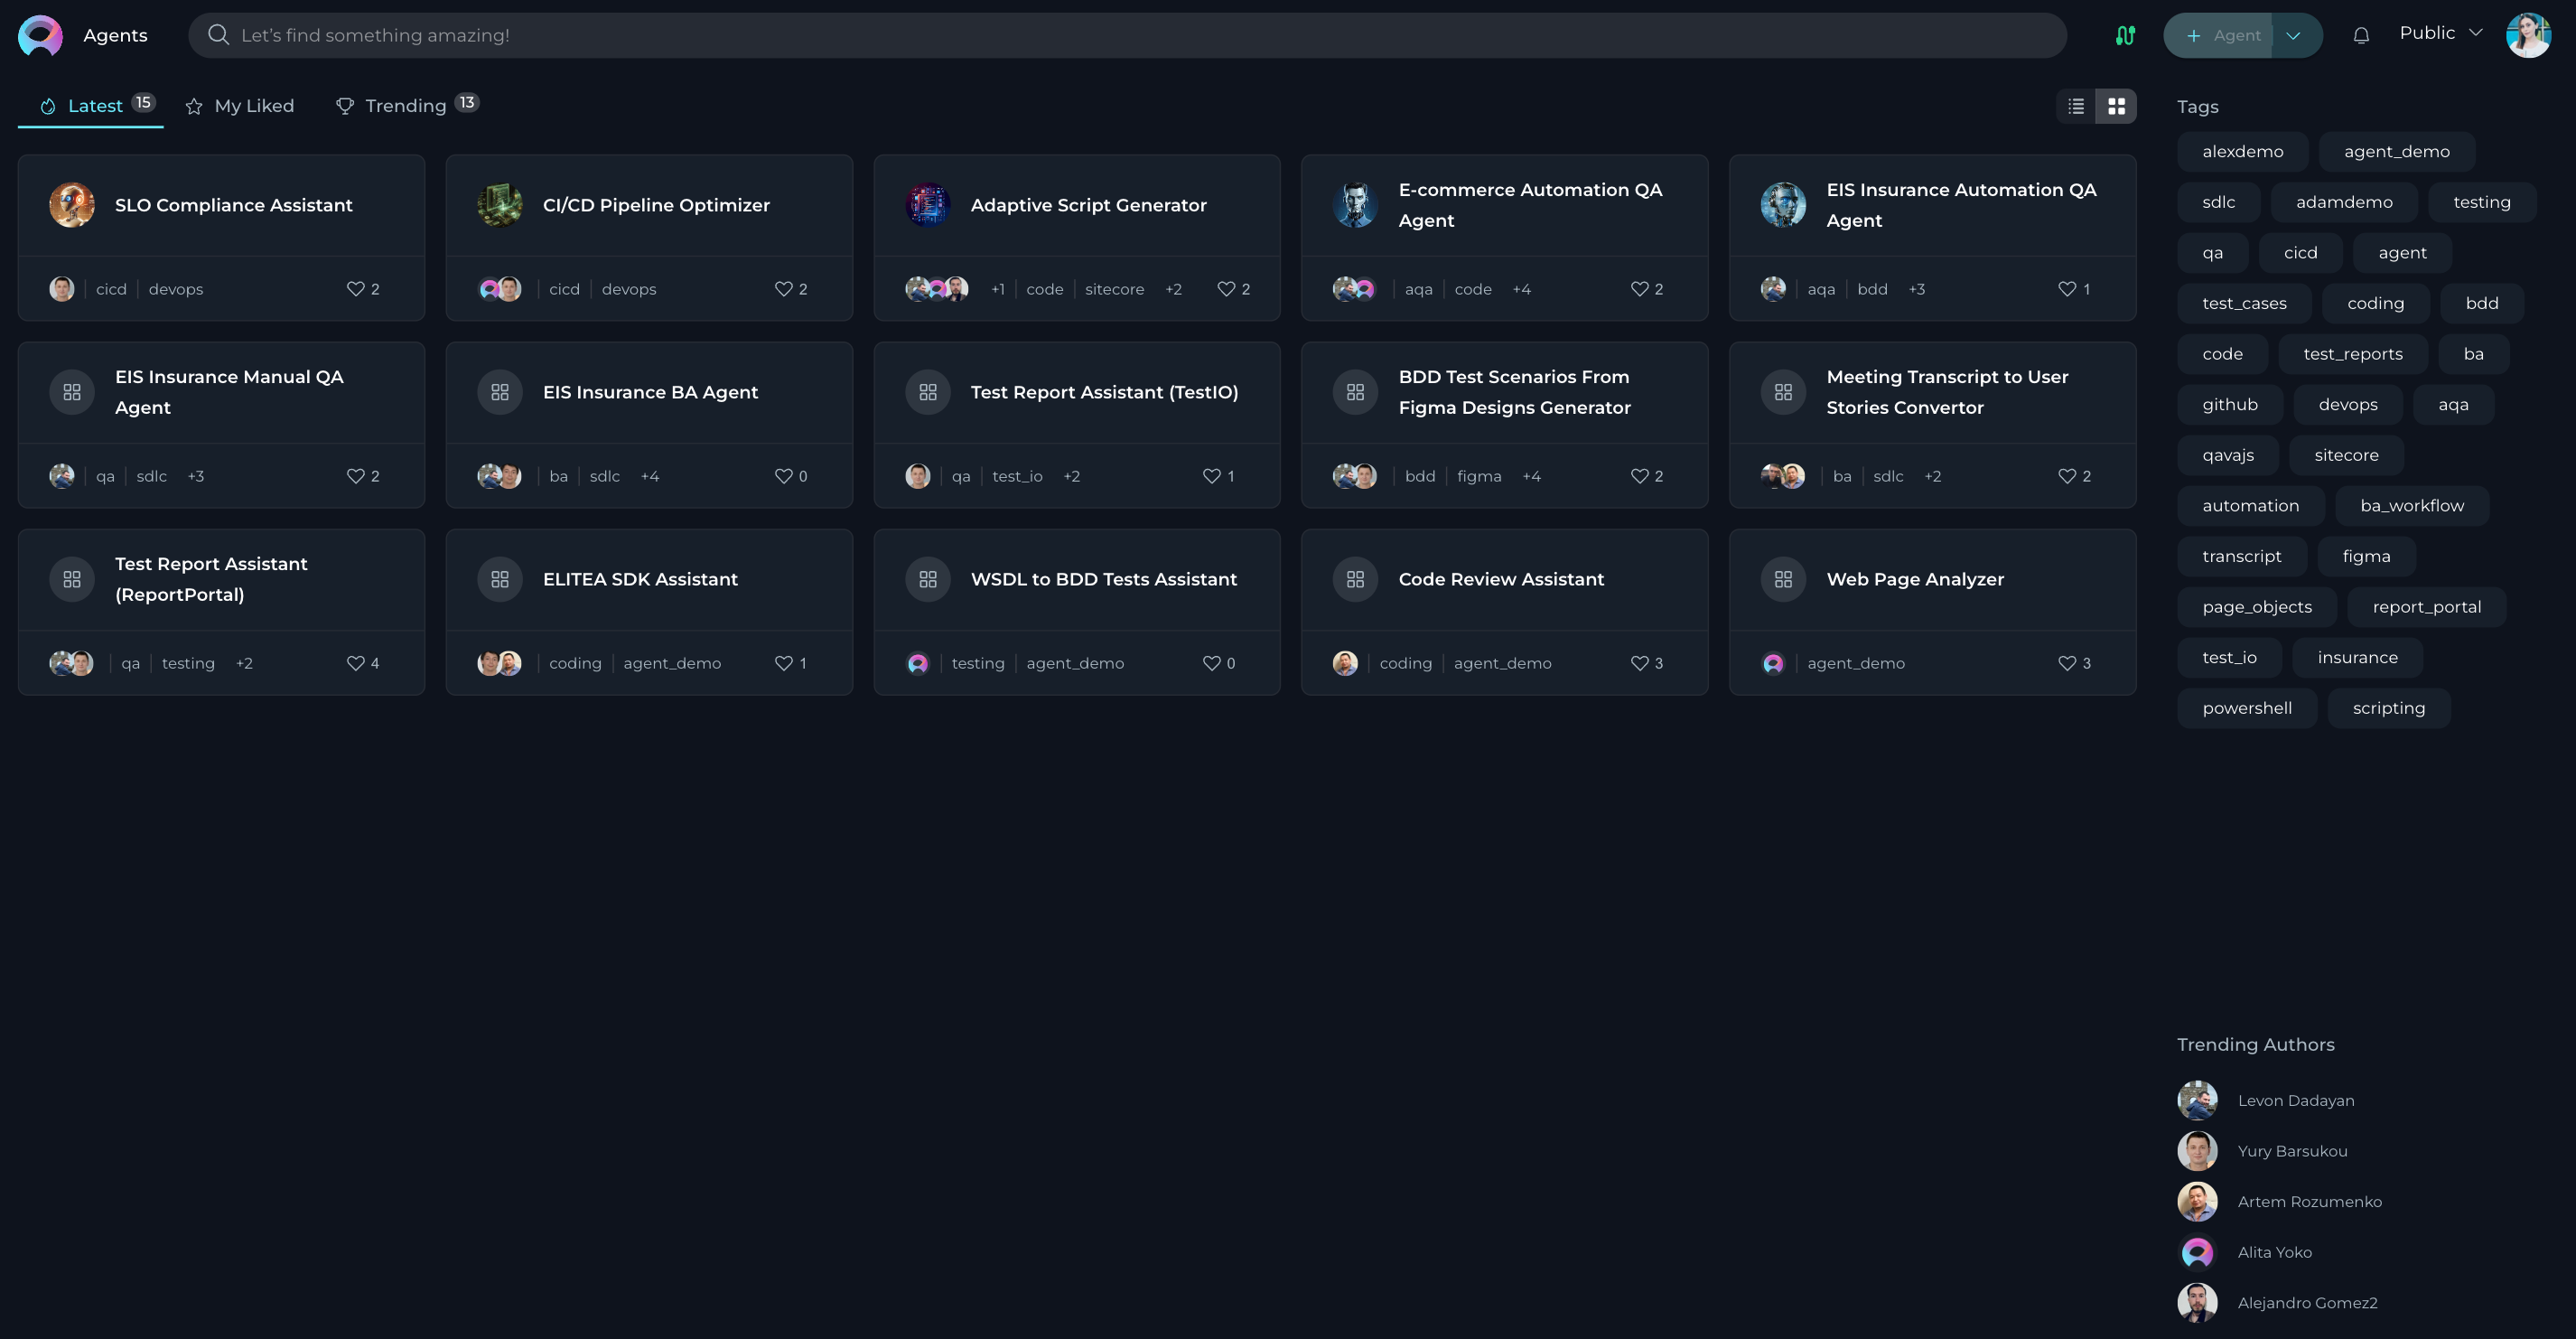 Agents
Let's find something amazing!
+ Agent
Public
Latest 15
My Liked
Trending 13
SLO Compliance Assistant
cicd | devops
2
CI/CD Pipeline Optimizer
cicd | devops
2
Adaptive Script Generator
+1 | code | sitecore +2
2
E-commerce Automation QA
Agent
aqa | code +4
2
EIS Insurance Automation QA
Agent
aqa | bdd +3
1
EIS Insurance Manual QA
Agent
qa | sdlc +3
2
EIS Insurance BA Agent
ba | sdlc +4
0
Test Report Assistant (TestIO)
qa | test_io +2
1
BDD Test Scenarios From
Figma Designs Generator
bdd | figma +4
2
Meeting Transcript to User
Stories Convertor
ba | sdlc +2
2
Test Report Assistant
(ReportPortal)
qa | testing +2
4
ELITEA SDK Assistant
coding | agent_demo
1
WSDL to BDD Tests Assistant
testing | agent_demo
0
Code Review Assistant
coding | agent_demo
3
Web Page Analyzer
agent_demo
3
Tags
alexdemo agent_demo
sdlc adamdemo testing
qa cicd agent
test_cases coding bdd
code test_reports ba
github devops aqa
qavajs sitecore
automation ba_workflow
transcript figma
page_objects report_portal
test_io insurance
powershell scripting
Trending Authors
Levon Dadayan
Yury Barsukou
Artem Rozumenko
Alita Yoko
Alejandro Gomez2